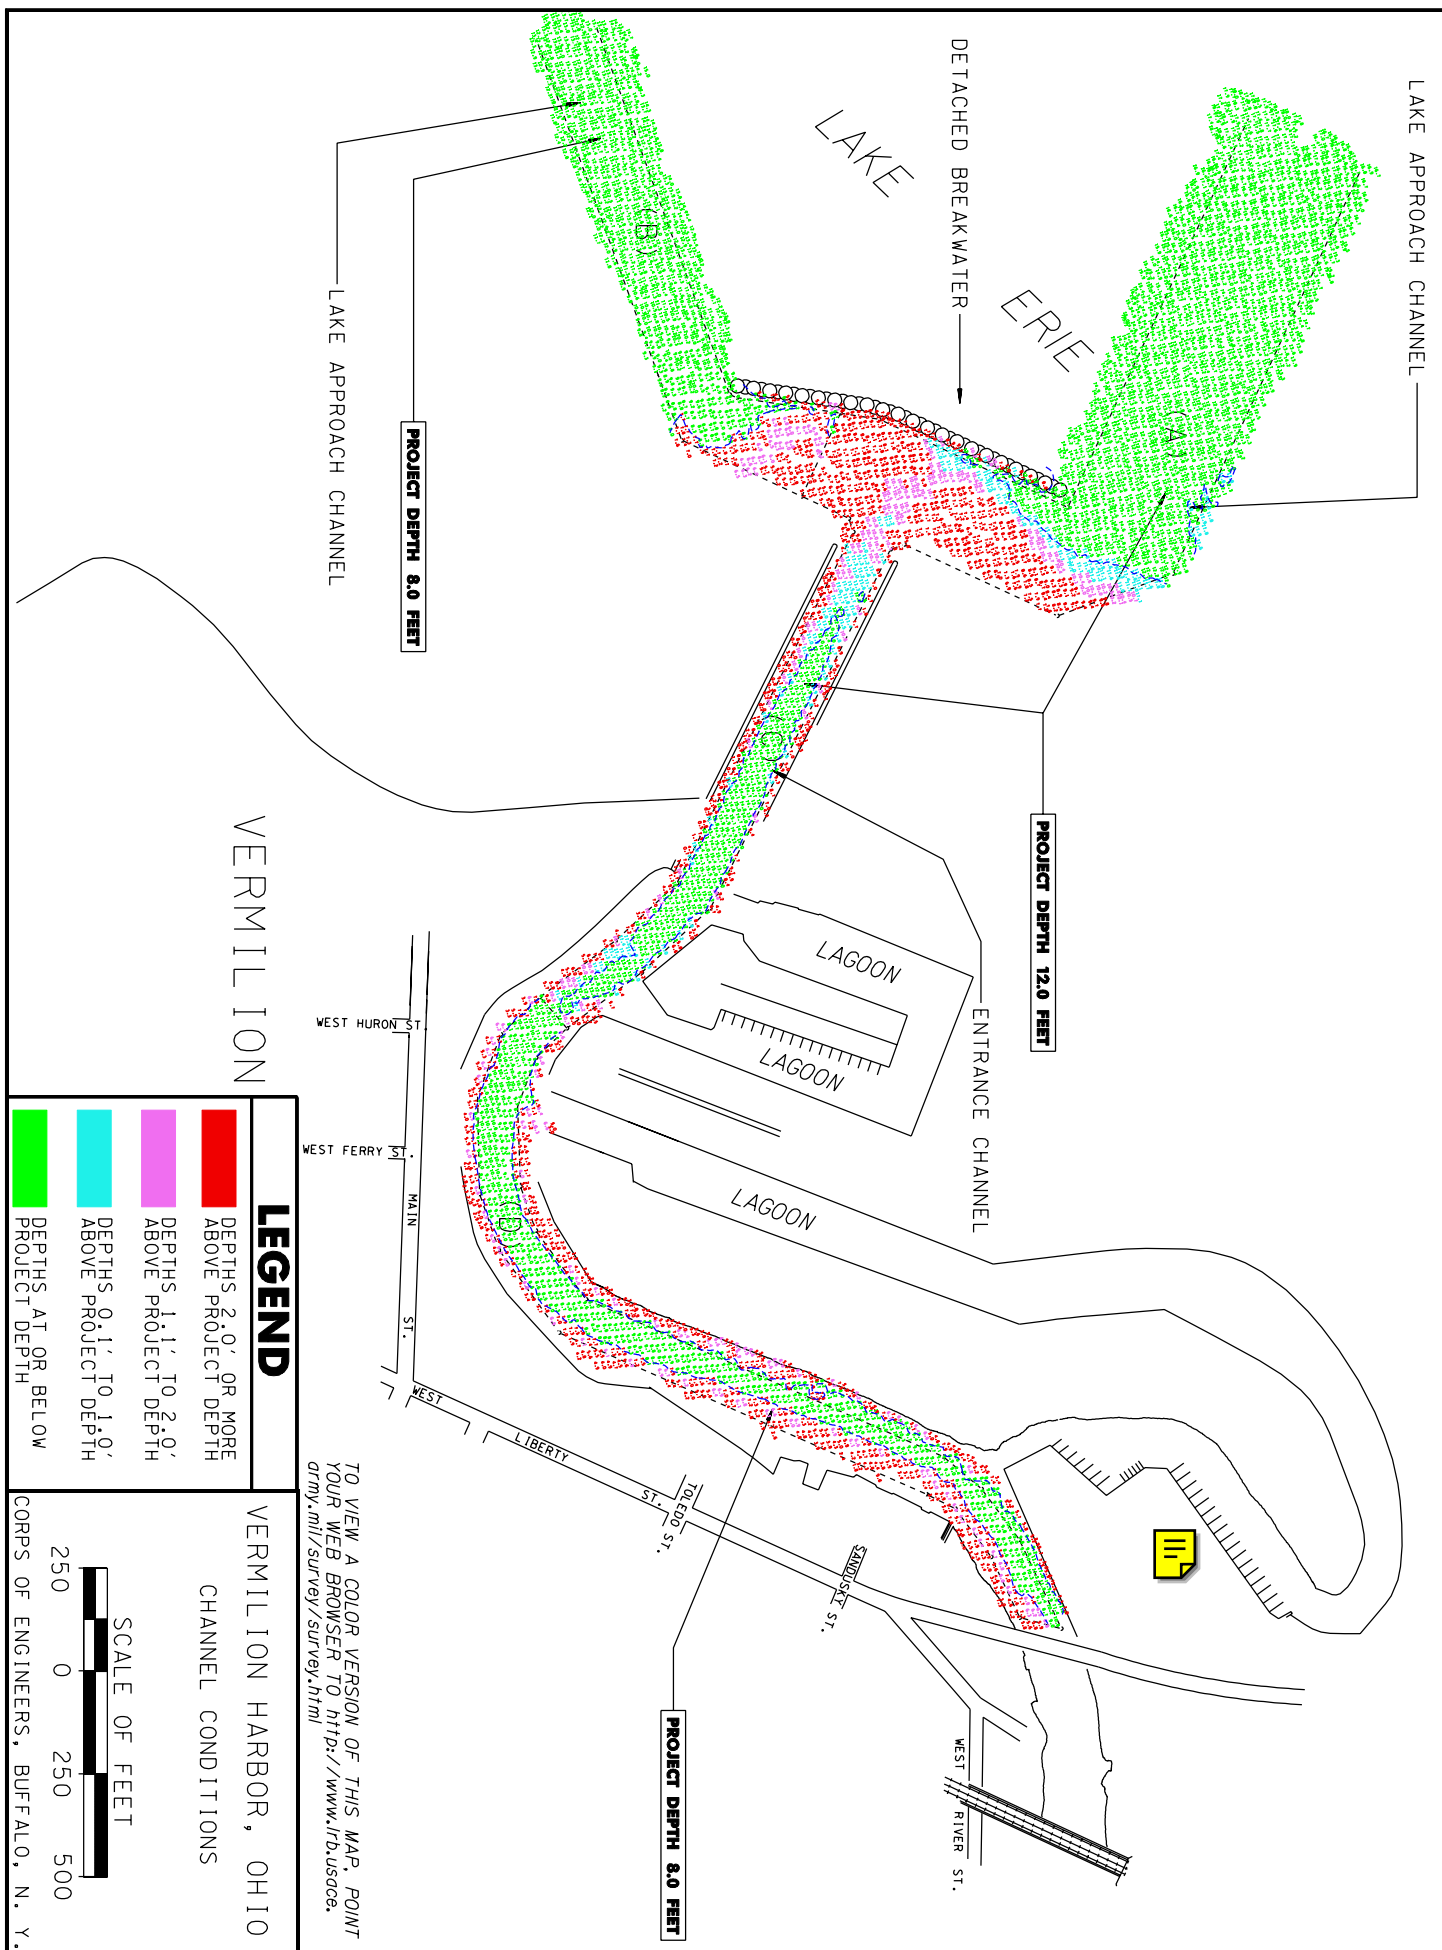 LAKE APPROACH CHANNEL
DETACHED BREAKWATER
LAKE
ERIE
(A)
(B)
LAKE APPROACH CHANNEL
PROJECT DEPTH 8.0 FEET
PROJECT DEPTH 12.0 FEET
(C)
ENTRANCE CHANNEL
LAGOON
LAGOON
LAGOON
VERMILION
WEST HURON ST.
WEST FERRY ST.
MAIN
ST.
(D)
WEST
LIBERTY
ST.
TOLEDO ST.
SANDUSKY ST.
WEST RIVER ST.
PROJECT DEPTH 8.0 FEET
TO VIEW A COLOR VERSION OF THIS MAP, POINT
YOUR WEB BROWSER TO http://www.lrb.usace.
army.mil/survey/survey.html
LEGEND
DEPTHS 2.0' OR MORE
ABOVE PROJECT DEPTH
DEPTHS 1.1' TO 2.0'
ABOVE PROJECT DEPTH
DEPTHS 0.1' TO 1.0'
ABOVE PROJECT DEPTH
DEPTHS AT OR BELOW
PROJECT DEPTH
VERMILION HARBOR, OHIO
CHANNEL CONDITIONS
SCALE OF FEET
250 0 250 500
CORPS OF ENGINEERS, BUFFALO, N. Y.